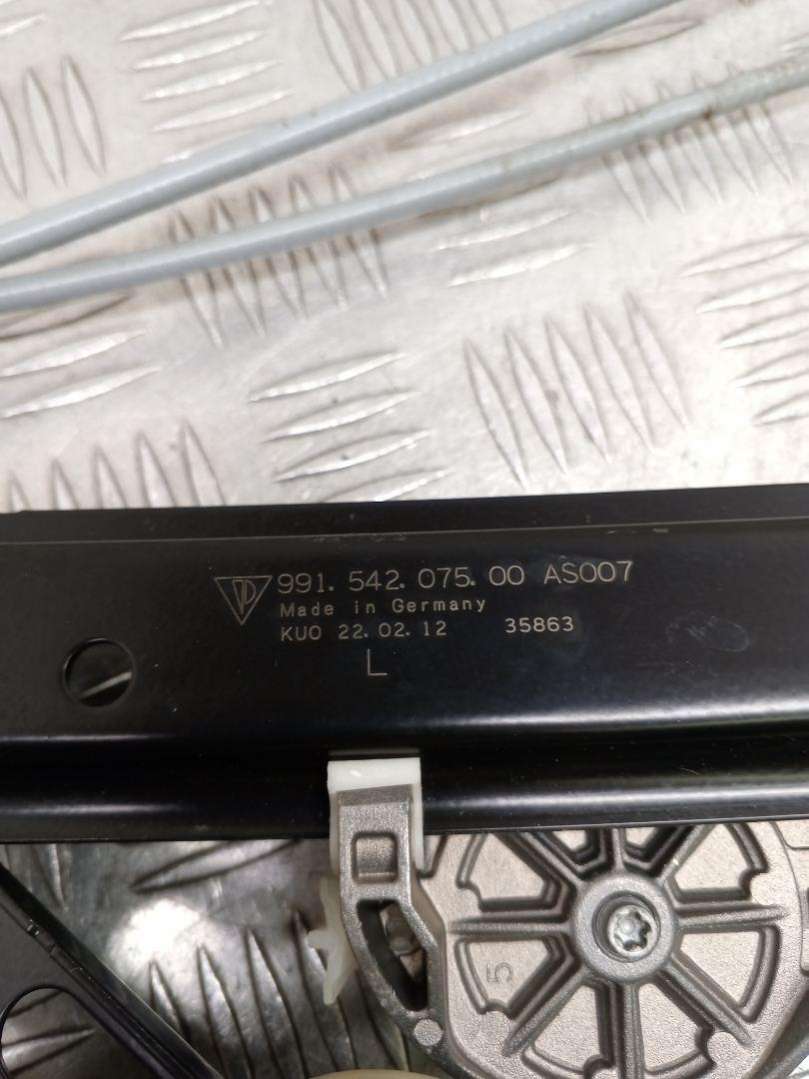 991. 542. 075. 00 AS007
Made in Germany
KUO 22. 02. 12 35863
L
5